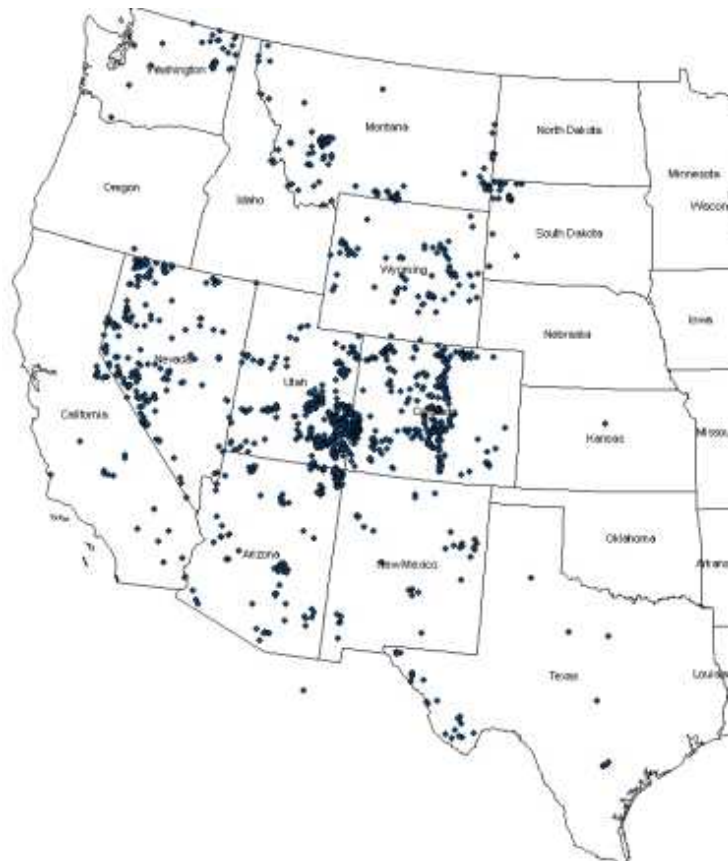 Washington
Montana
North Dakota
Minnesota
Oregon
Idaho
Wiscon
South Dakota
Wyoming
Iowa
Nebraska
Nevada
Utah
California
Kansas
Missou
Oklahoma
Arizona
New Mexico
Arkans
Texas
Louisia